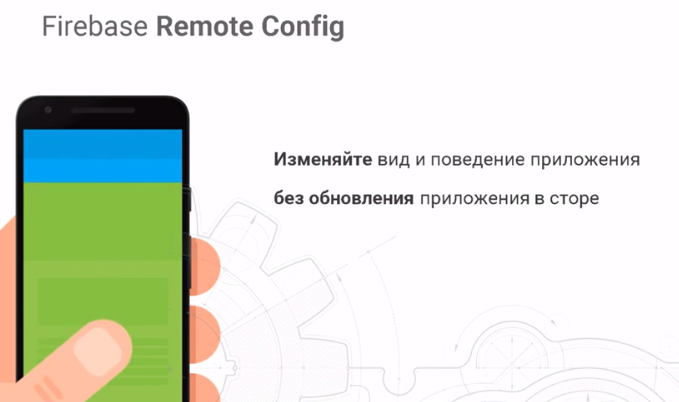 Firebase Remote Config
Изменяйте вид и поведение приложения
без обновления приложения в сторе